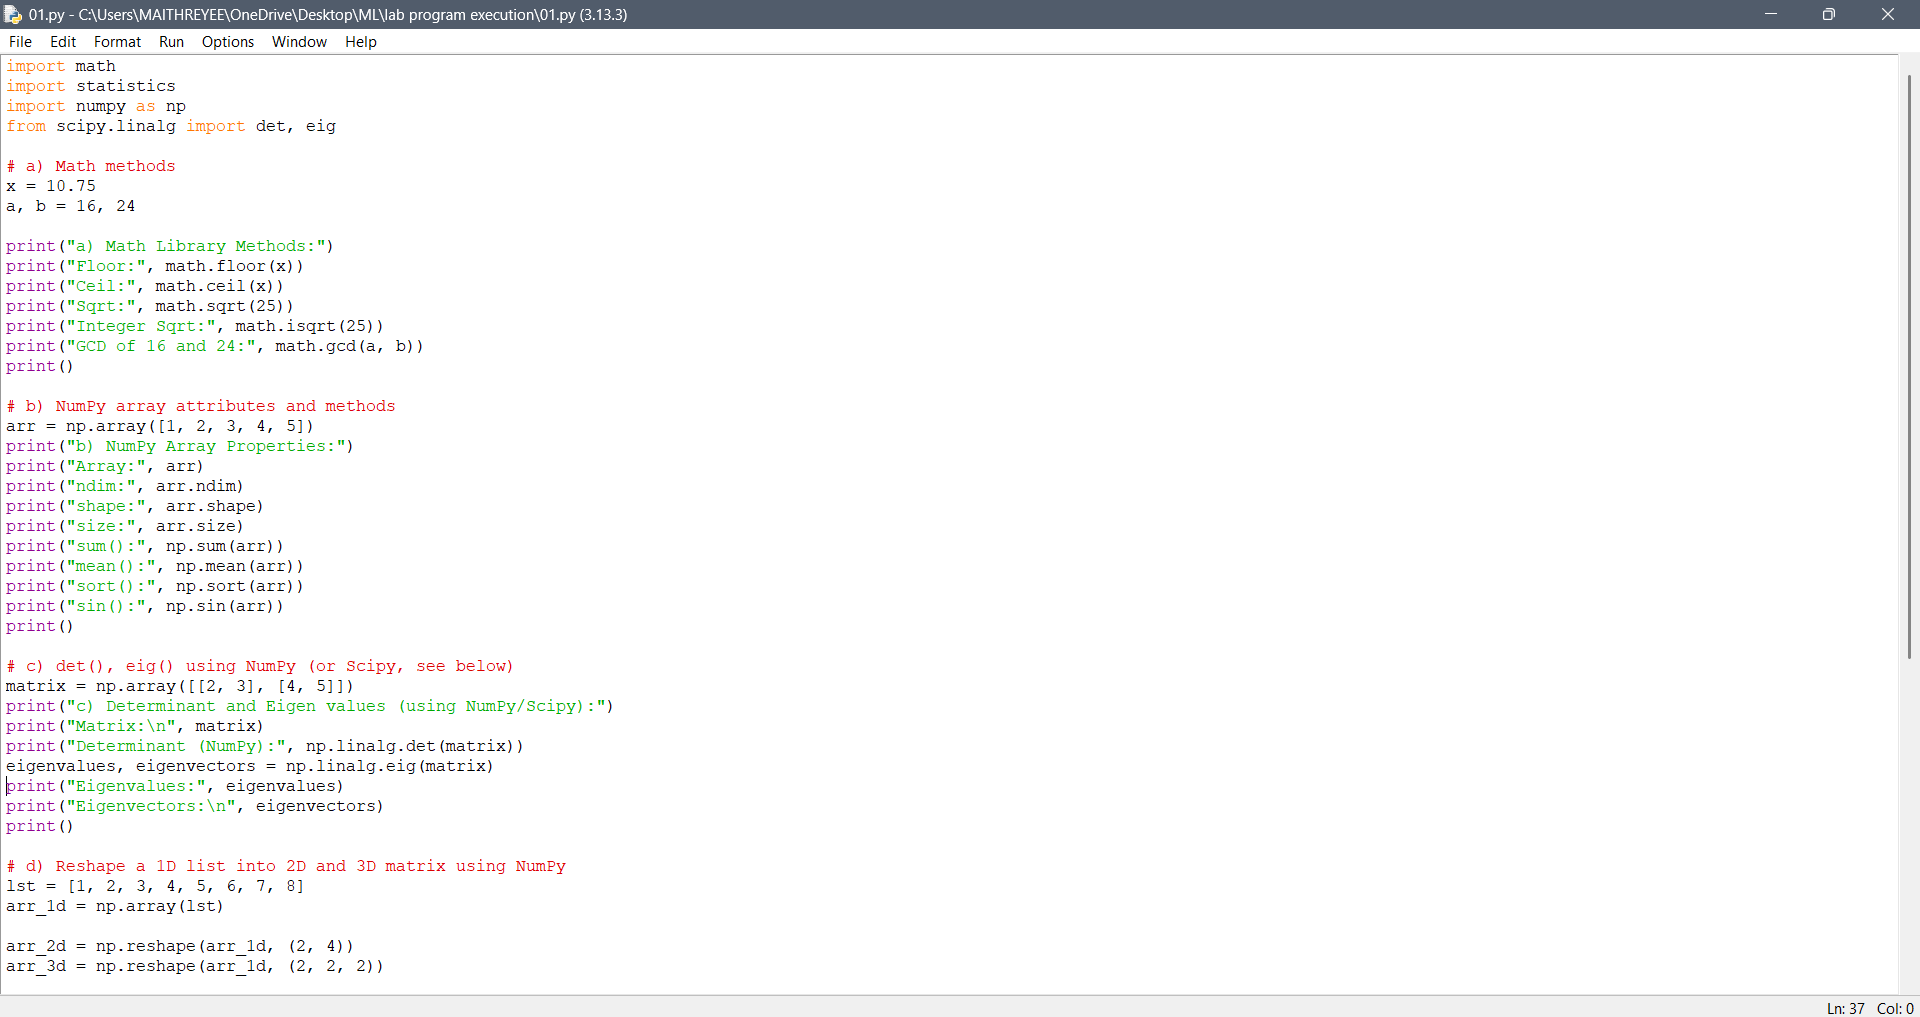 01.py - C:\Users\MAITHREYEE\OneDrive\Desktop\ML\lab program execution\01.py (3.13.3)
File Edit Format Run Options Window Help
import math
import statistics
import numpy as np
from scipy.linalg import det, eig

# a) Math methods
x = 10.75
a, b = 16, 24

print("a) Math Library Methods:")
print("Floor:", math.floor(x))
print("Ceil:", math.ceil(x))
print("Sqrt:", math.sqrt(25))
print("Integer Sqrt:", math.isqrt(25))
print("GCD of 16 and 24:", math.gcd(a, b))
print()

# b) NumPy array attributes and methods
arr = np.array([1, 2, 3, 4, 5])
print("b) NumPy Array Properties:")
print("Array:", arr)
print("ndim:", arr.ndim)
print("shape:", arr.shape)
print("size:", arr.size)
print("sum():", np.sum(arr))
print("mean():", np.mean(arr))
print("sort():", np.sort(arr))
print("sin():", np.sin(arr))
print()

# c) det(), eig() using NumPy (or Scipy, see below)
matrix = np.array([[2, 3], [4, 5]])
print("c) Determinant and Eigen values (using NumPy/Scipy):")
print("Matrix:\n", matrix)
print("Determinant (NumPy):", np.linalg.det(matrix))
eigenvalues, eigenvectors = np.linalg.eig(matrix)
print("Eigenvalues:", eigenvalues)
print("Eigenvectors:\n", eigenvectors)
print()

# d) Reshape a 1D list into 2D and 3D matrix using NumPy
lst = [1, 2, 3, 4, 5, 6, 7, 8]
arr_1d = np.array(lst)

arr_2d = np.reshape(arr_1d, (2, 4))
arr_3d = np.reshape(arr_1d, (2, 2, 2))
Ln: 37 Col: 0